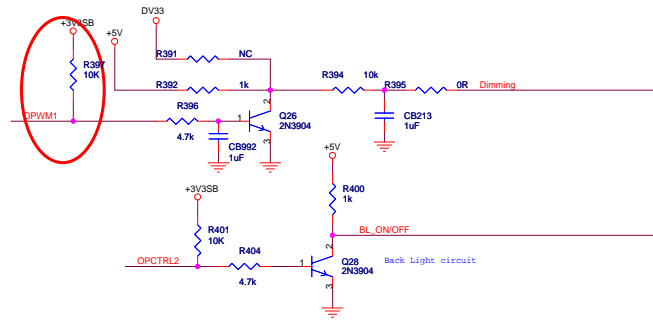 DV33
+3V3SB
+5V
R391
NC
R397
10K
R392
1k
R394
10k
R395
0R
Dimming
OPWM1
R396
4.7k
2
1
3
Q26
2N3904
CB992
1uF
CB213
1uF
+5V
+3V3SB
R400
1k
R401
10K
BL_ON/OFF
OPCTRL2
R404
4.7k
2
1
3
Q28
2N3904
Back Light circuit